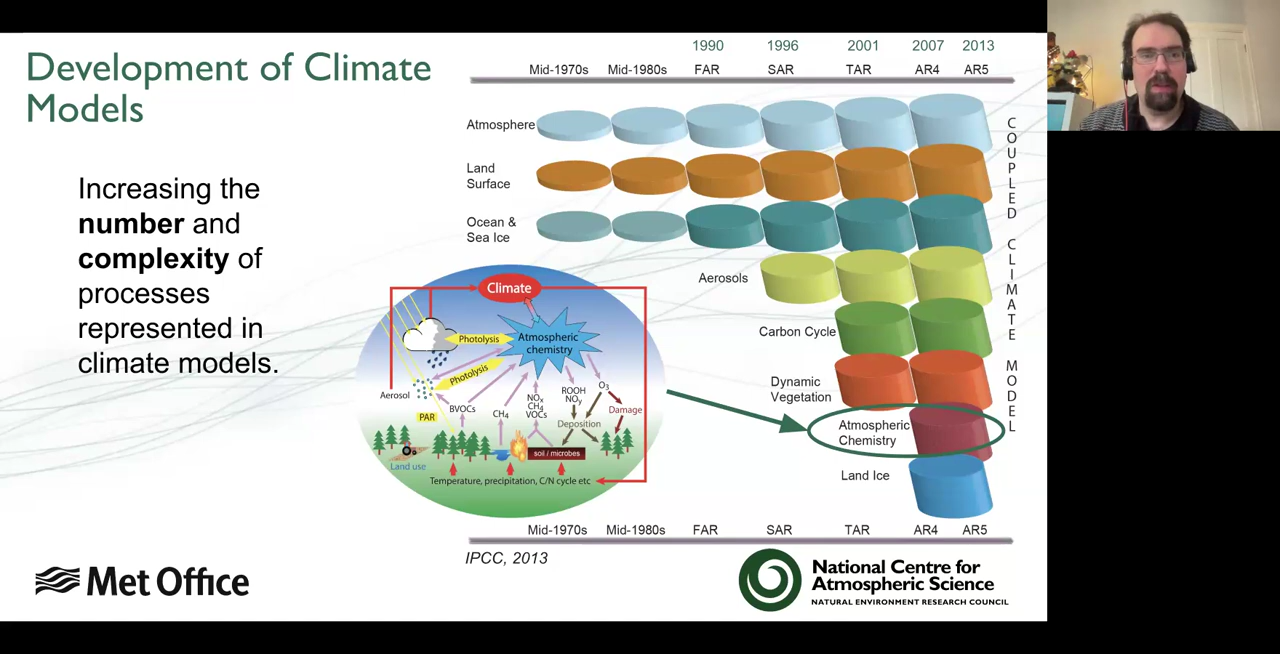 Development of Climate
Models
Increasing the
number and
complexity of
processes
represented in
climate models.
1990 1996 2001 2007 2013
Mid-1970s Mid-1980s FAR SAR TAR AR4 AR5
Atmosphere
Land
Surface
Ocean &
Sea Ice
Aerosols
Carbon Cycle
Dynamic
Vegetation
Atmospheric
Chemistry
Land Ice
COUPLED CLIMATE MODEL
Climate
Atmospheric
chemistry
Photolysis
Photolysis
Aerosol
PAR
BVOCs
CH₄
NOₓ
CH₄
VOCs
ROOH
NOy
O₃
Damage
Deposition
Land use
soil / microbes
Temperature, precipitation, C/N cycle etc
Mid-1970s Mid-1980s FAR SAR TAR AR4 AR5
IPCC, 2013
Met Office
National Centre for
Atmospheric Science
NATURAL ENVIRONMENT RESEARCH COUNCIL